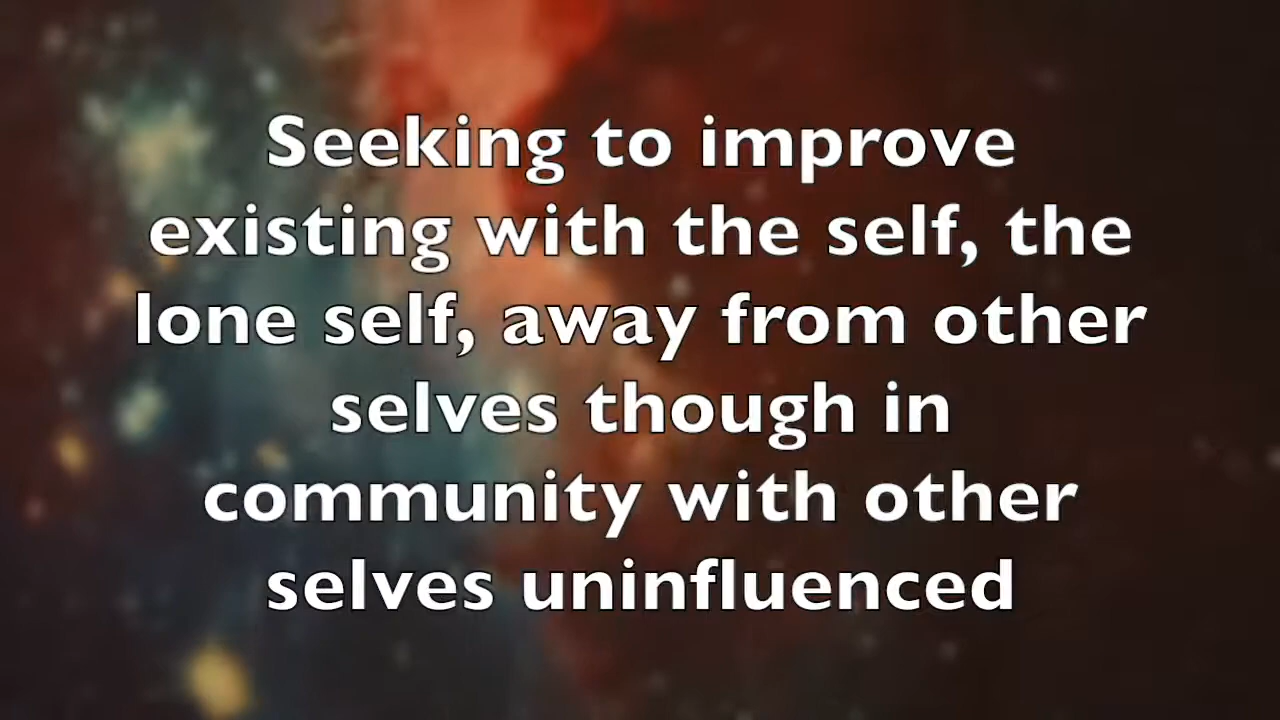 Seeking to improve
existing with the self, the
lone self, away from other
selves though in
community with other
selves uninfluenced